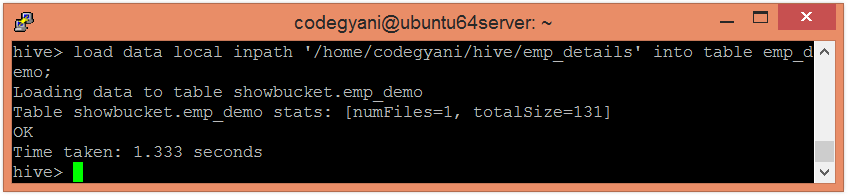 codegyani@ubuntu64server: ~
hive> load data local inpath '/home/codegyani/hive/emp_details' into table emp_d
emo;
Loading data to table showbucket.emp_demo
Table showbucket.emp_demo stats: [numFiles=1, totalSize=131]
OK
Time taken: 1.333 seconds
hive>